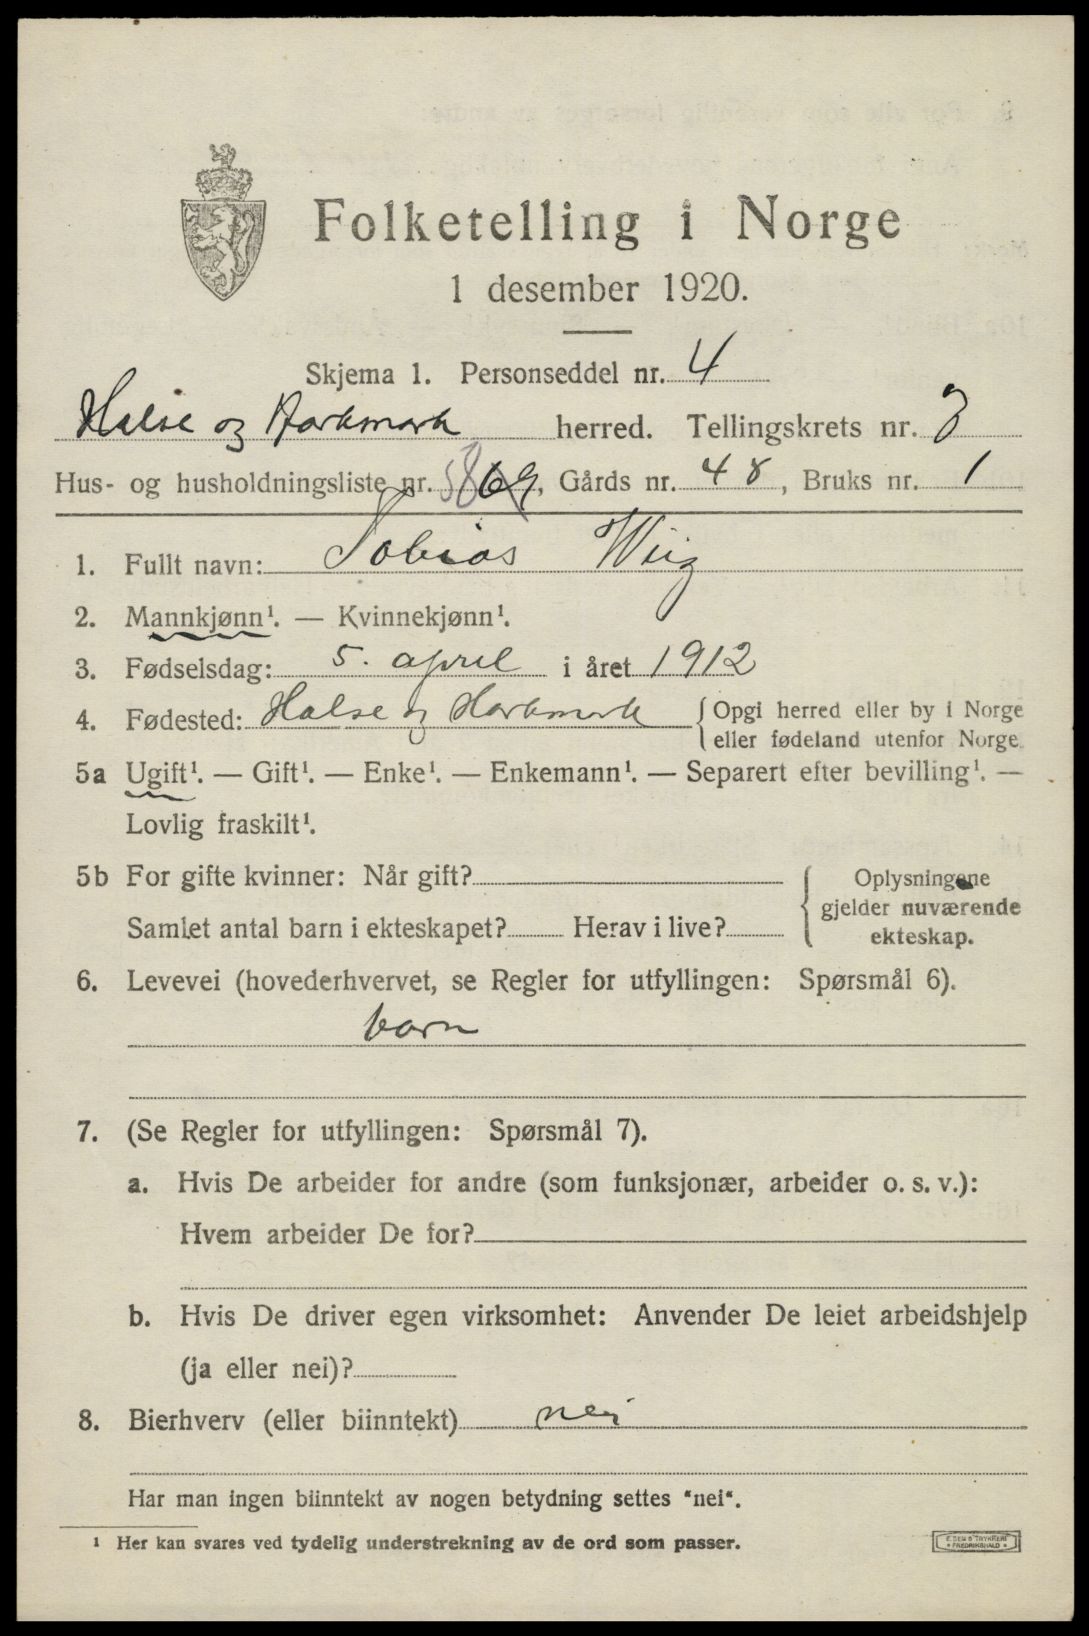 Folketelling i Norge
1 desember 1920.
Skjema 1. Personseddel nr. 4
Halse og Harkmark herred. Tellingskrets nr. 3
Hus- og husholdningsliste nr. 58 69, Gårds nr. 48, Bruks nr. 1
1. Fullt navn: Tobias Wiig
2. Mannkjønn¹. — Kvinnekjønn¹.
3. Fødselsdag: 5. april i året 1912
4. Fødested: Halse og Harkmark {Opgi herred eller by i Norge
eller fødeland utenfor Norge.
5a Ugift¹. — Gift¹. — Enke¹. — Enkemann¹. — Separert efter bevilling¹. —
Lovlig fraskilt¹.
5b For gifte kvinner: Når gift? Oplysningene
gjelder nuværende
Samlet antal barn i ekteskapet? Herav i live? ekteskap.
6. Levevei (hovederhvervet, se Regler for utfyllingen: Spørsmål 6).
barn
7. (Se Regler for utfyllingen: Spørsmål 7).
a. Hvis De arbeider for andre (som funksjonær, arbeider o. s. v.):
Hvem arbeider De for?
b. Hvis De driver egen virksomhet: Anvender De leiet arbeidshjelp
(ja eller nei)?
8. Bierhverv (eller biinntekt) nei
Har man ingen biinntekt av nogen betydning settes "nei".
¹ Her kan svares ved tydelig understrekning av de ord som passer.